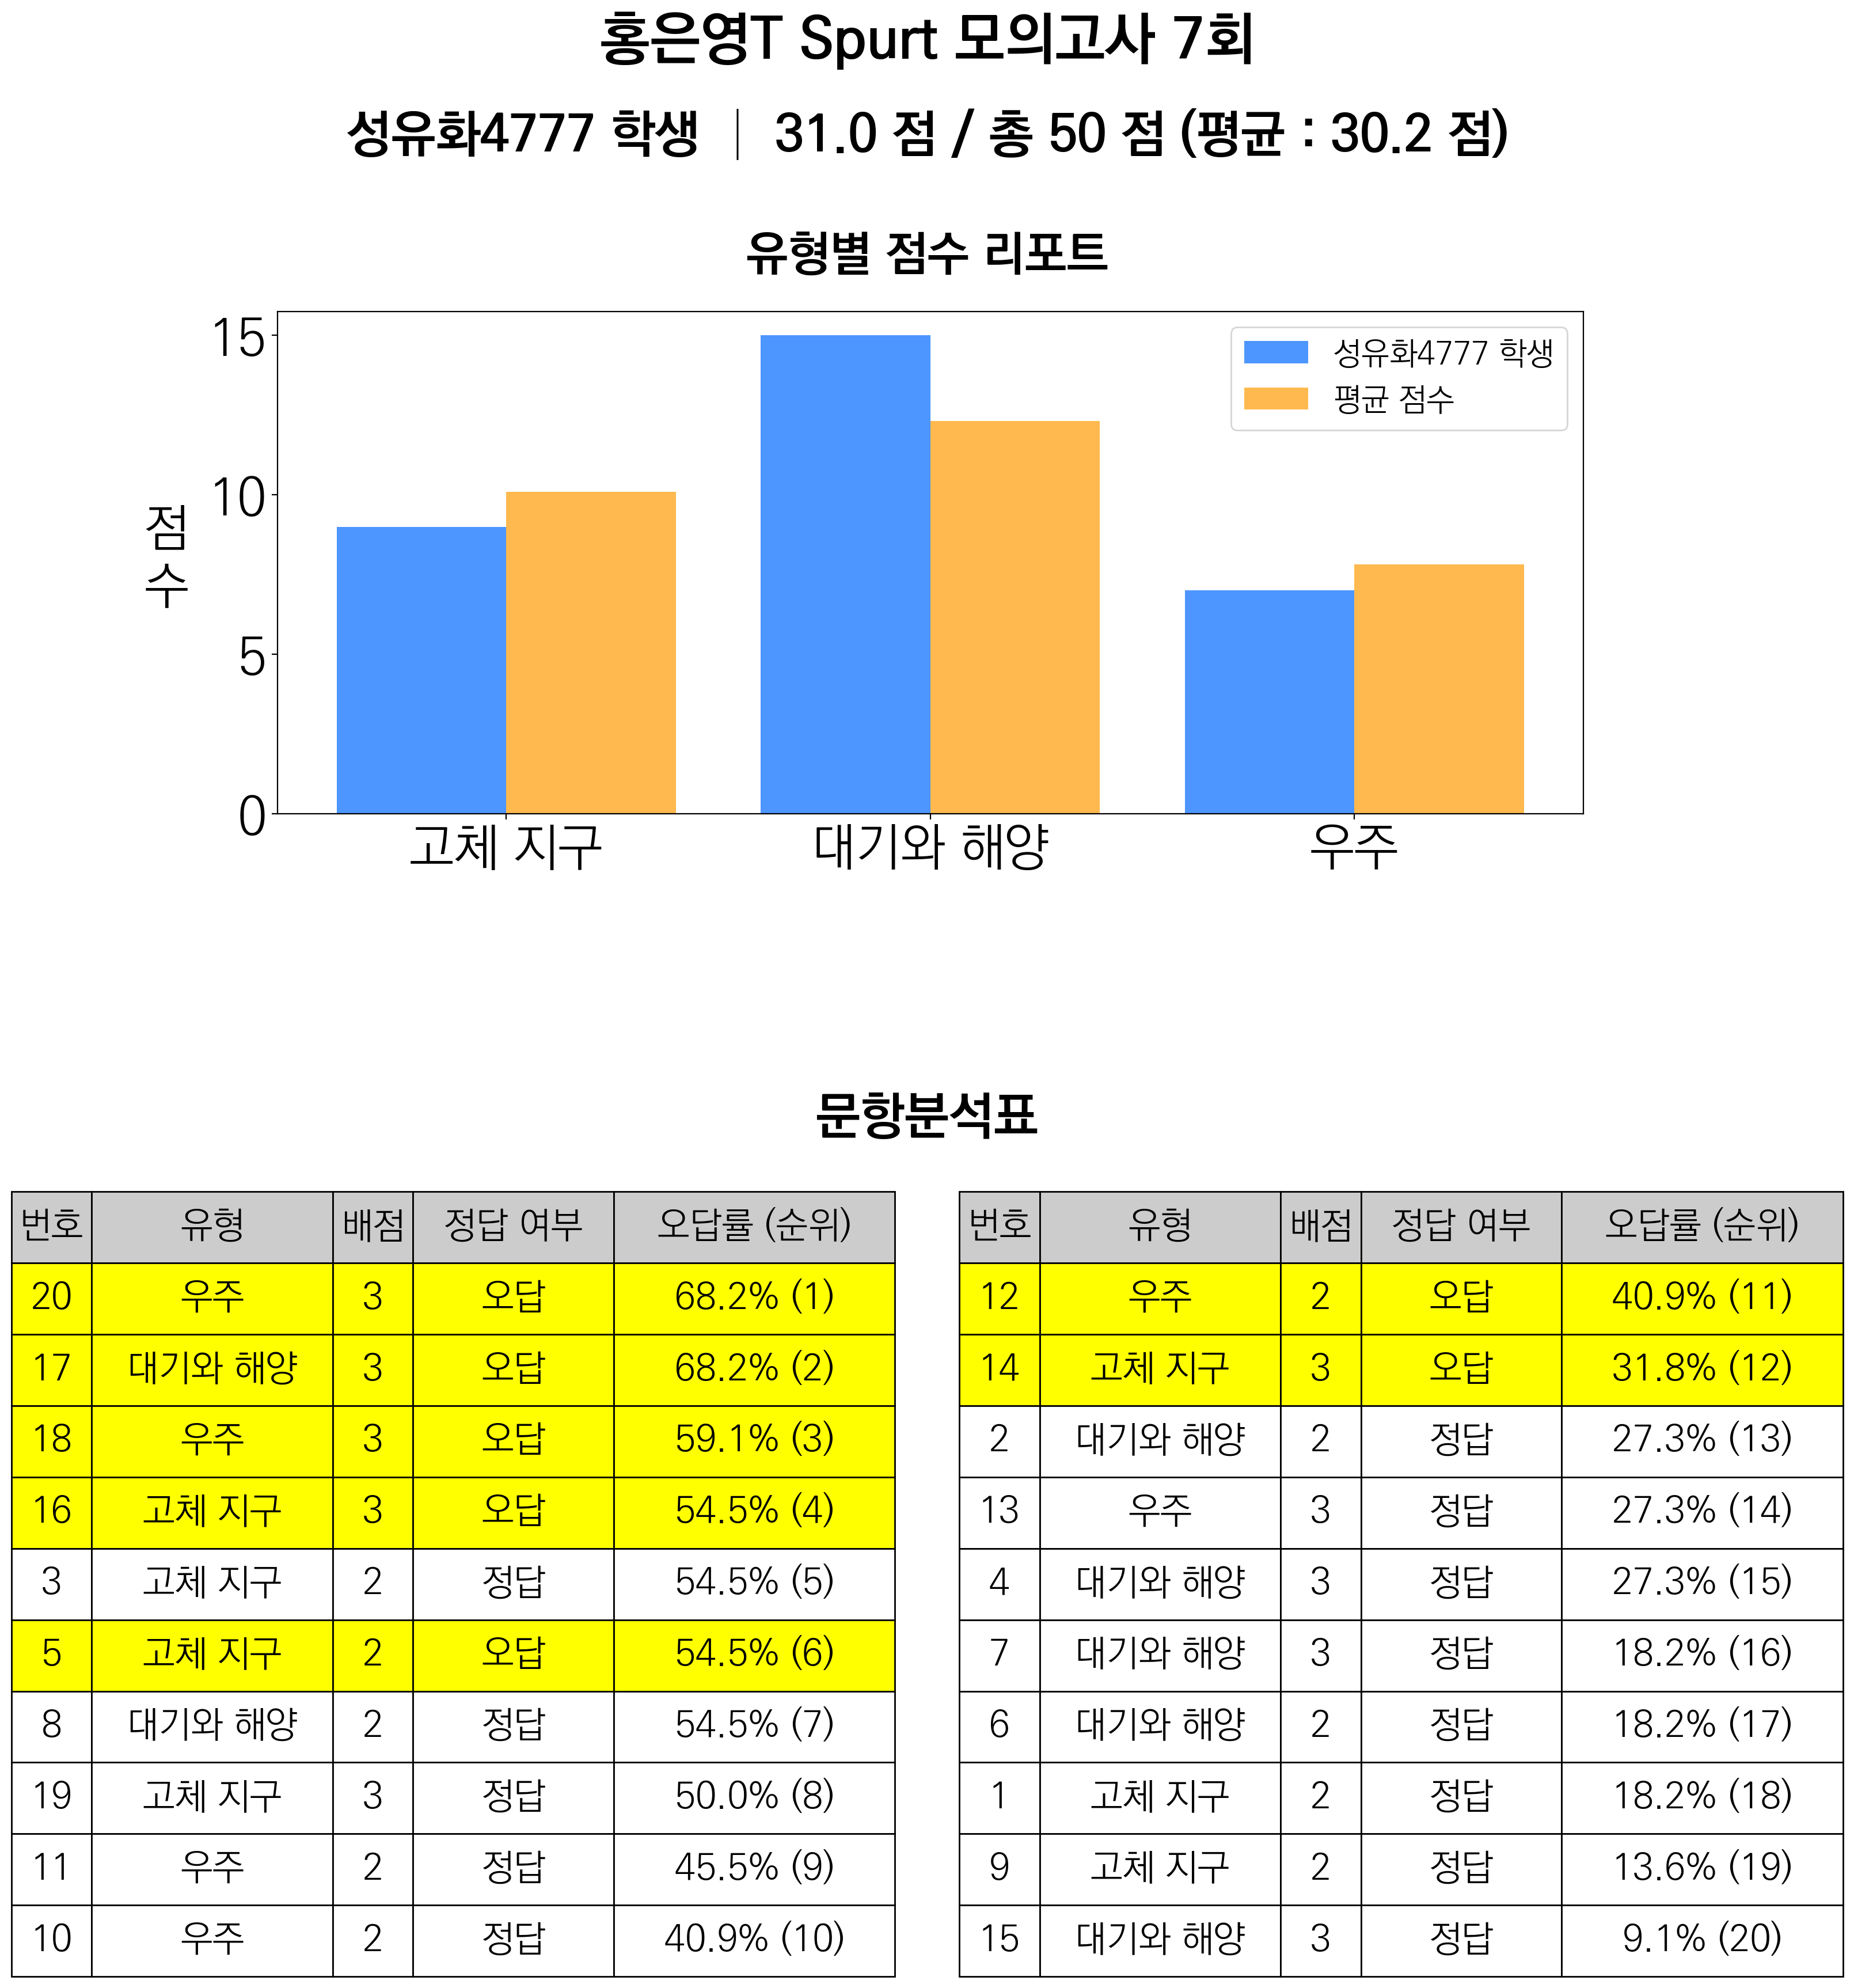 홍은영T Spurt 모의고사 7회
성유화4777 학생 | 31.0 점 / 총 50 점 (평균 : 30.2 점)
유형별 점수 리포트
점수
15
10
5
0
성유화4777 학생
평균 점수
고체 지구 대기와 해양 우주
문항분석표
번호 유형 배점 정답 여부 오답률 (순위)
20 우주 3 오답 68.2% (1)
17 대기와 해양 3 오답 68.2% (2)
18 우주 3 오답 59.1% (3)
16 고체 지구 3 오답 54.5% (4)
3 고체 지구 2 정답 54.5% (5)
5 고체 지구 2 오답 54.5% (6)
8 대기와 해양 2 정답 54.5% (7)
19 고체 지구 3 정답 50.0% (8)
11 우주 2 정답 45.5% (9)
10 우주 2 정답 40.9% (10)
번호 유형 배점 정답 여부 오답률 (순위)
12 우주 2 오답 40.9% (11)
14 고체 지구 3 오답 31.8% (12)
2 대기와 해양 2 정답 27.3% (13)
13 우주 3 정답 27.3% (14)
4 대기와 해양 3 정답 27.3% (15)
7 대기와 해양 3 정답 18.2% (16)
6 대기와 해양 2 정답 18.2% (17)
1 고체 지구 2 정답 18.2% (18)
9 고체 지구 2 정답 13.6% (19)
15 대기와 해양 3 정답 9.1% (20)